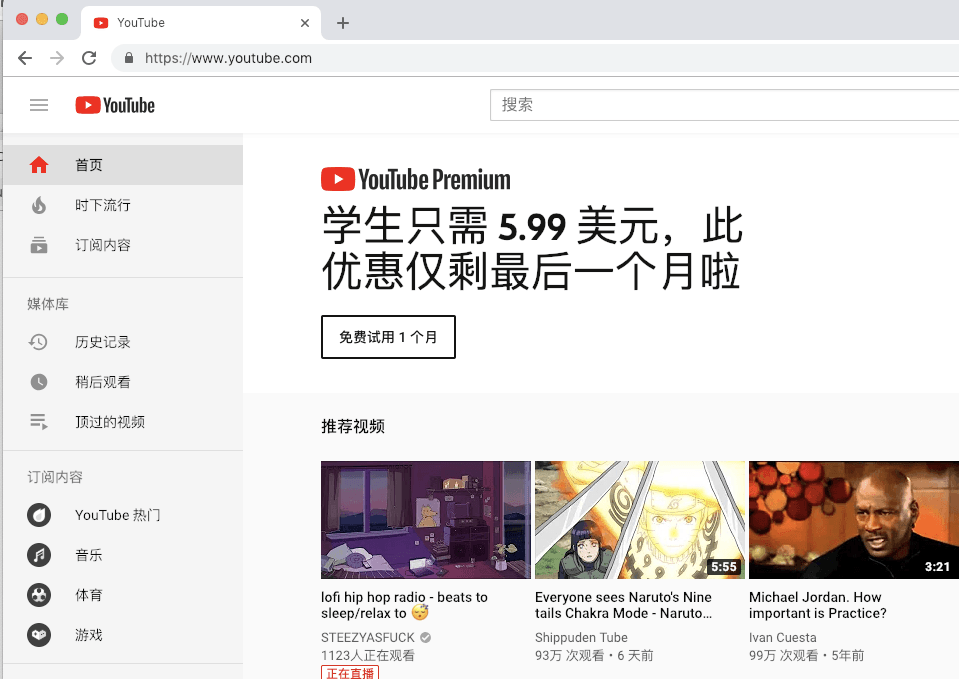 YouTube
https://www.youtube.com
YouTube
搜索
首页
时下流行
订阅内容
媒体库
历史记录
稍后观看
顶过的视频
订阅内容
YouTube 热门
音乐
体育
游戏
YouTube Premium
学生只需 5.99 美元，此
优惠仅剩最后一个月啦
免费试用 1 个月
推荐视频
lofi hip hop radio - beats to
sleep/relax to 😴
STEEZYASFUCK
1123人正在观看
正在直播
5:55
Everyone sees Naruto's Nine
tails Chakra Mode - Naruto...
Shippuden Tube
93万 次观看 • 6 天前
3:21
Michael Jordan. How
important is Practice?
Ivan Cuesta
99万 次观看 • 5年前